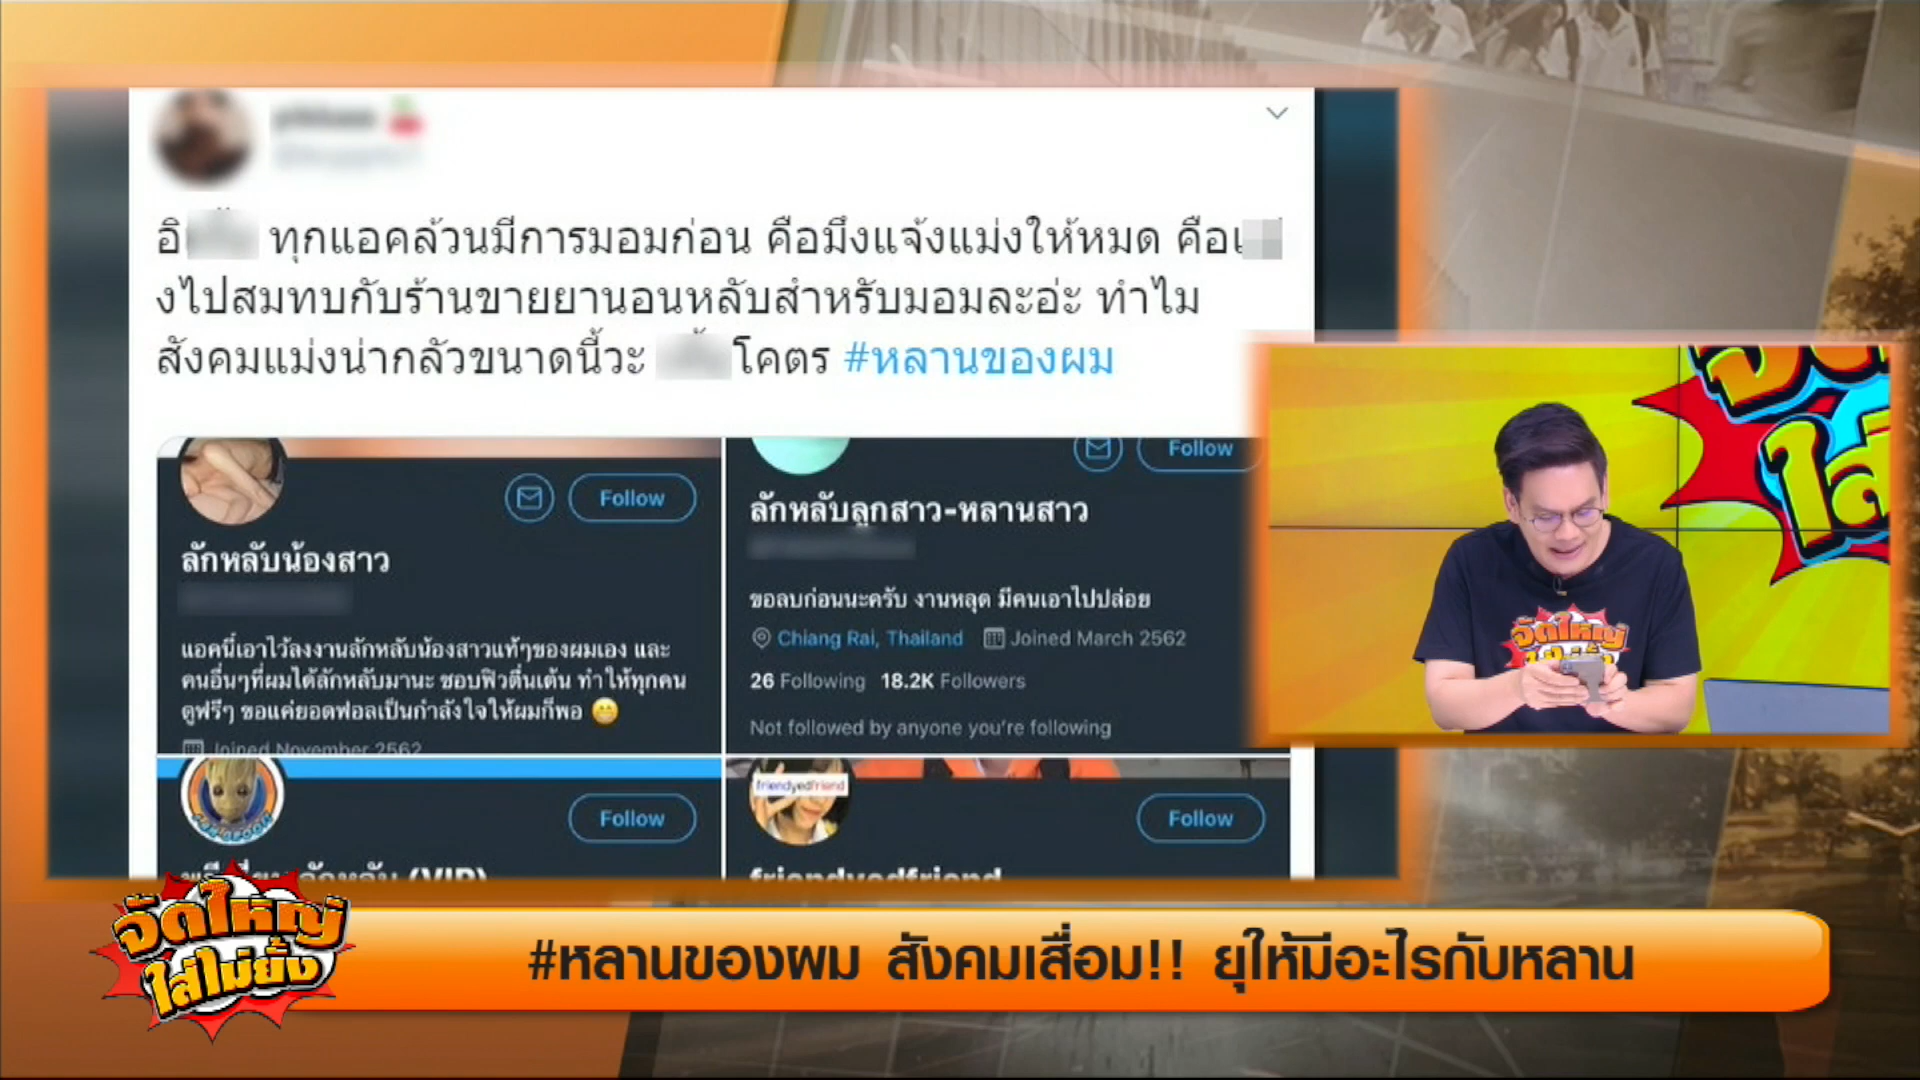 ทุกแอคล้วนมีการมอมก่อน คือมึงแจ้งแม่งให้หมด คือ
งไปสมทบกับร้านขายยานอนหลับสำหรับมอมละอ่ะ ทำไม
สังคมแม่งน่ากลัวขนาดนี้วะ โคตร #หลานของผม
Follow
ลักหลับน้องสาว
แอคนี้เอาไว้ลงงานลักหลับน้องสาวแท้ๆของผมเอง และ
คนอื่นๆที่ผมได้ลักหลับมานะ ชอบฟิวตื่นเต้น ทำให้ทุกคน
ดูฟรีๆ ขอแค่ยอดฟอลเป็นกำลังใจให้ผมก็พอ 😁
Joined November 2562
Follow
ลักหลับลูกสาว-หลานสาว
ขอลบก่อนนะครับ งานหลุด มีคนเอาไปปล่อย
Chiang Rai, Thailand Joined March 2562
26 Following 18.2K Followers
Not followed by anyone you're following
Follow
(VIP)
friendyedfriend
Follow
friendyedfriend
จัดใหญ่
ใส่ไม่ยั้ง
จัดใหญ่
#หลานของผม สังคมเสื่อม!! ยุให้มีอะไรกับหลาน